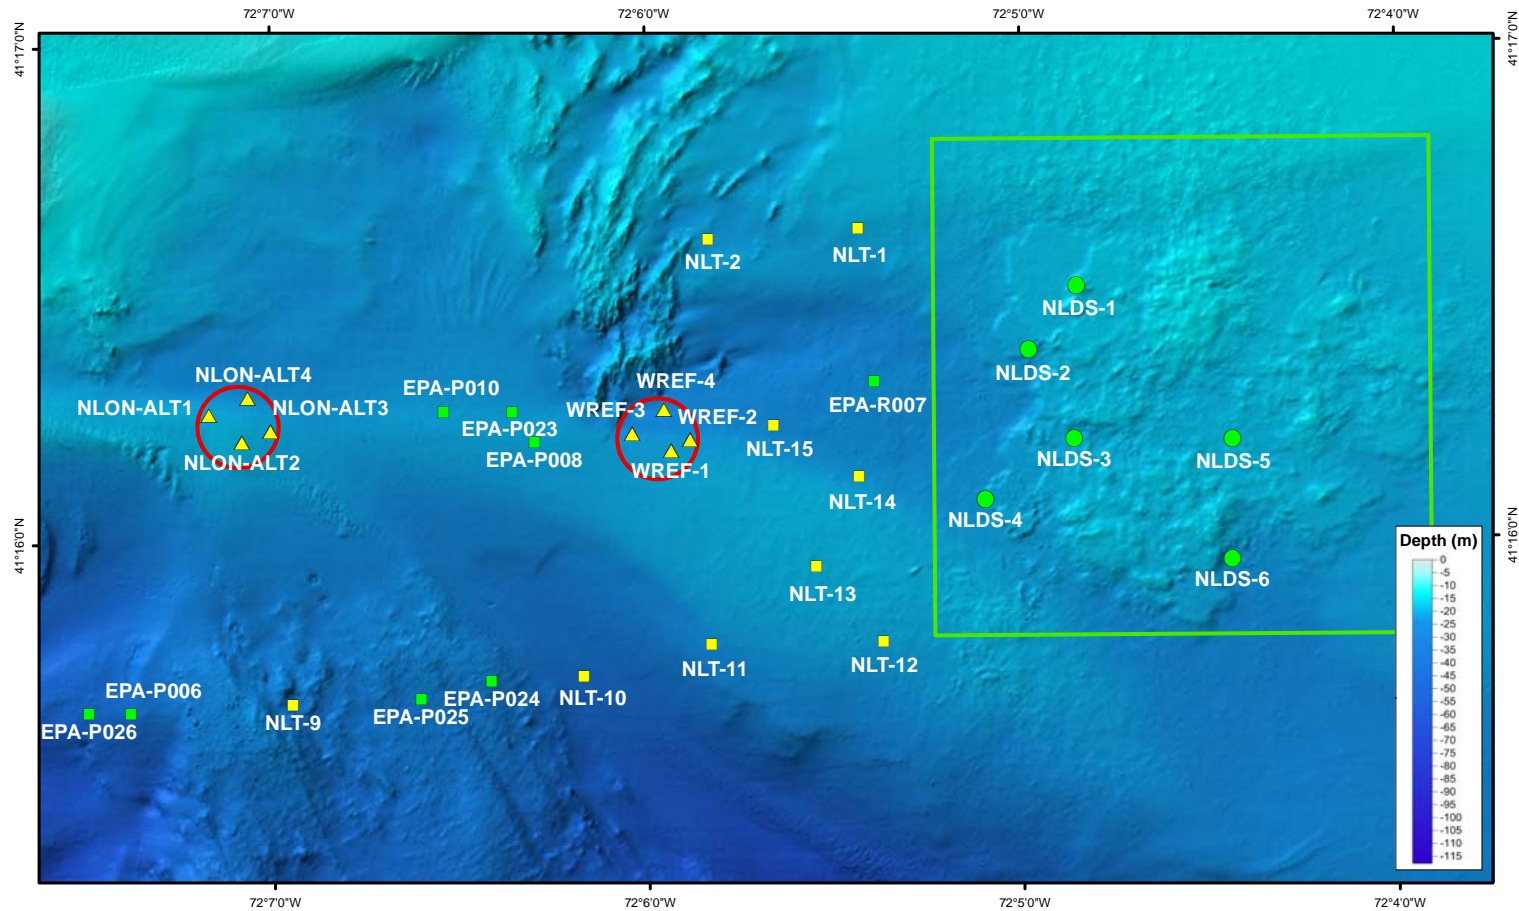 72°7'0"W
72°6'0"W
72°5'0"W
72°4'0"W
41°17'0"N
41°17'0"N
NLT-2
NLT-1
NLDS-1
NLDS-2
NLON-ALT4
NLON-ALT1
NLON-ALT3
NLON-ALT2
EPA-P010
EPA-P023
EPA-P008
WREF-4
WREF-3
WREF-2
WREF-1
EPA-R007
NLT-15
NLT-14
NLDS-3
NLDS-5
NLDS-4
NLDS-6
41°16'0"N
41°16'0"N
NLT-13
NLT-12
NLT-11
NLT-10
EPA-P024
EPA-P025
NLT-9
EPA-P006
EPA-P026
Depth (m)
0
-5
-10
-15
-20
-25
-30
-35
-40
-45
-50
-55
-60
-65
-70
-75
-80
-85
-90
-95
-100
-105
-110
-115
72°7'0"W
72°6'0"W
72°5'0"W
72°4'0"W